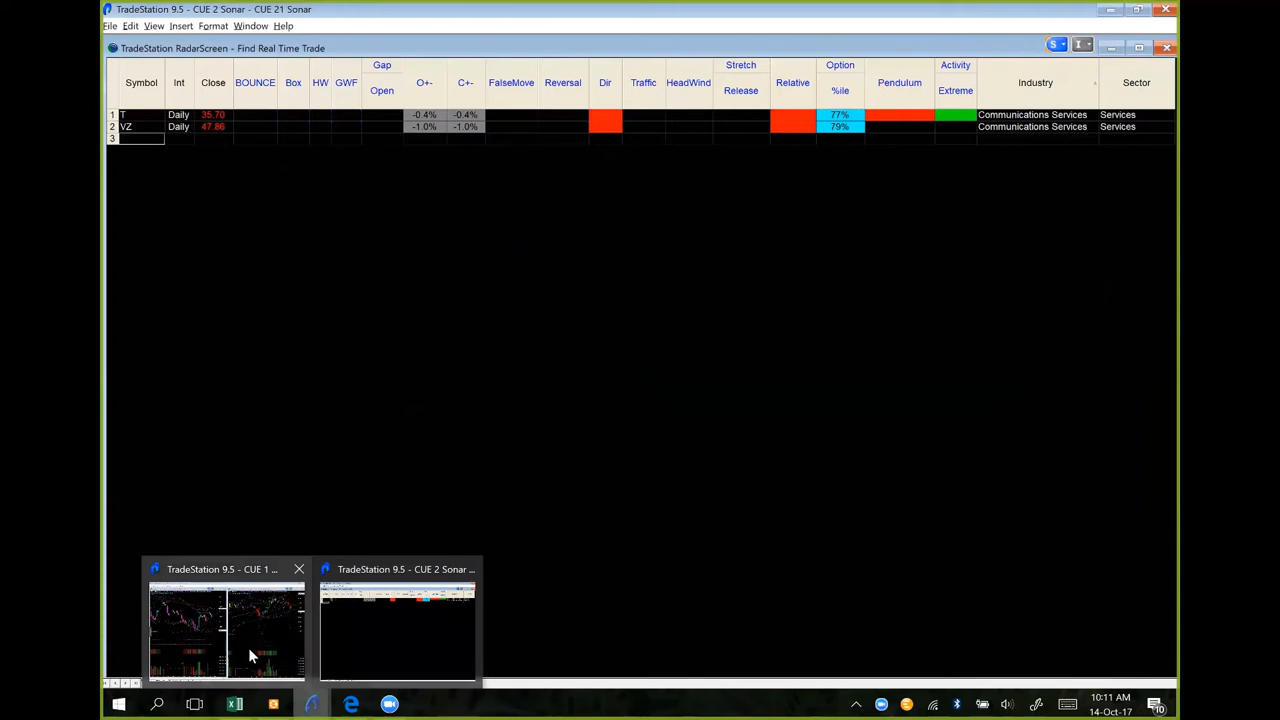 TradeStation 9.5 - CUE 2 Sonar - CUE 21 Sonar
File Edit View Insert Format Window Help
TradeStation RadarScreen - Find Real Time Trade
S I
Symbol Int Close BOUNCE Box HW GWF Gap Open O+- C+- FalseMove Reversal Dir Traffic HeadWind Stretch Release Relative Option %ile Pendulum Activity Extreme Industry Sector
1 T Daily 35.70 -0.4% -0.4% 77% Communications Services Services
2 VZ Daily 47.86 -1.0% -1.0% 79% Communications Services Services
3
TradeStation 9.5 - CUE 1 ... TradeStation 9.5 - CUE 2 Sonar ...
10:11 AM
14-Oct-17
10